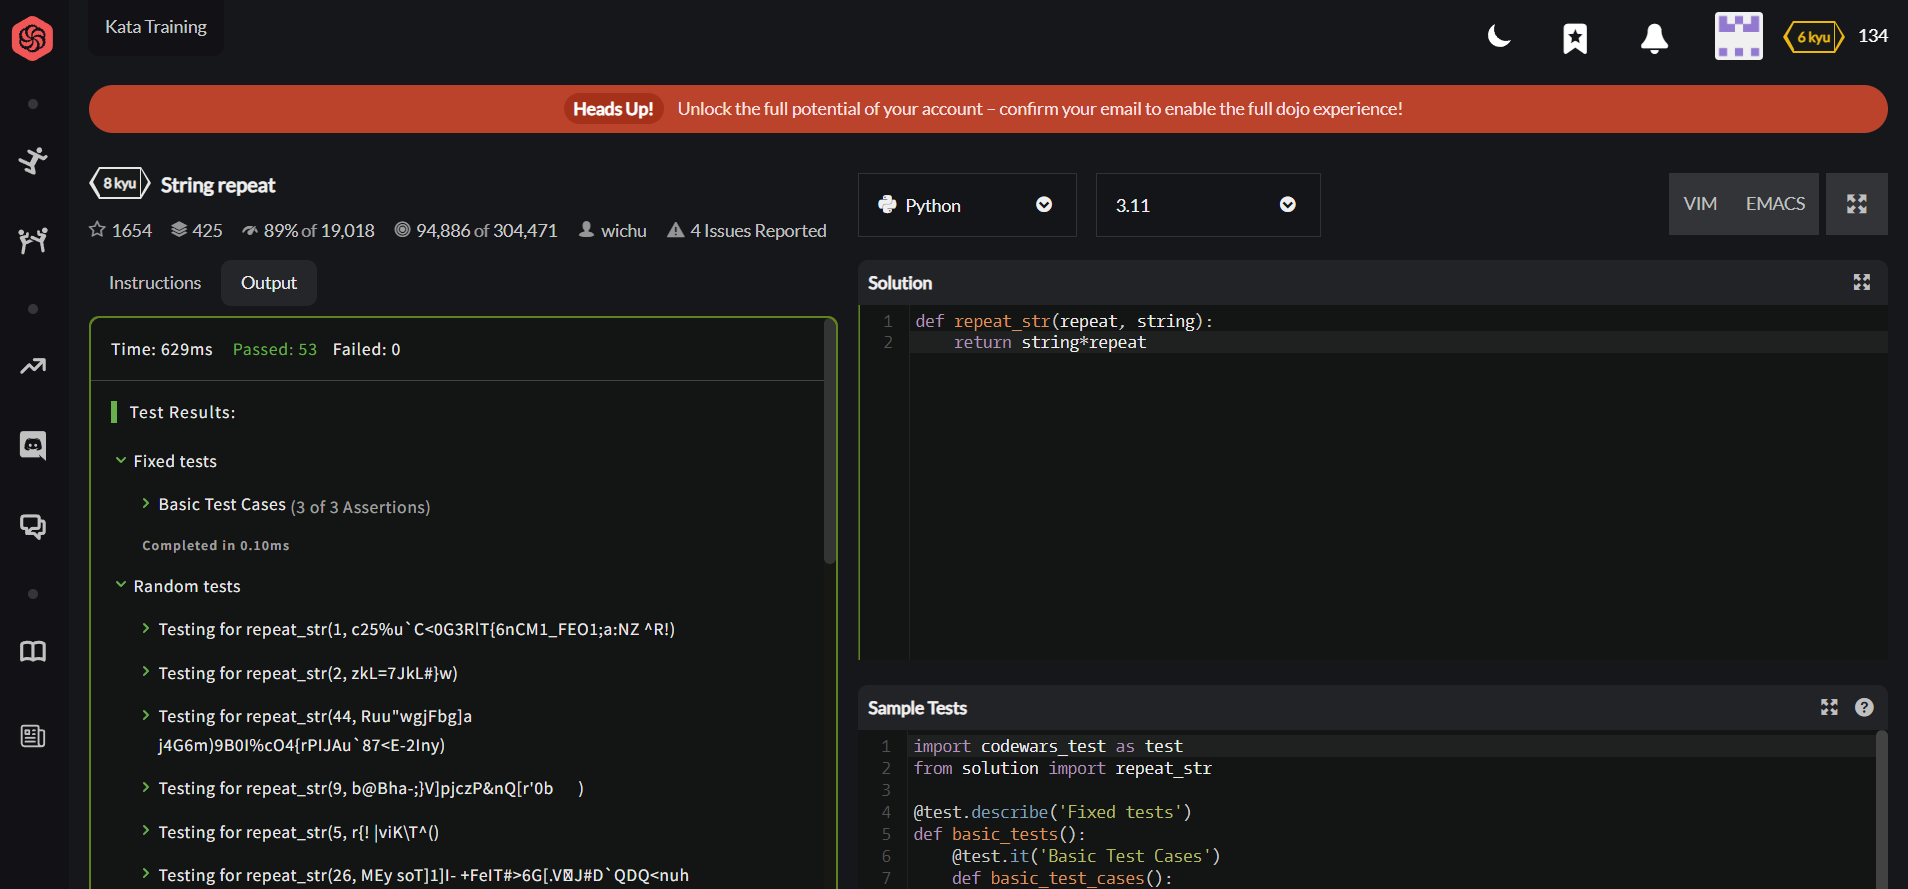 Kata Training
6 kyu 134
Heads Up! Unlock the full potential of your account – confirm your email to enable the full dojo experience!
8 kyu String repeat
1654 425 89% of 19,018 94,886 of 304,471 wichu 4 Issues Reported
Python 3.11 VIM EMACS
Instructions Output
Time: 629ms Passed: 53 Failed: 0
Test Results:
Fixed tests
Basic Test Cases (3 of 3 Assertions)
Completed in 0.10ms
Random tests
Testing for repeat_str(1, c25%u`C<0G3RlT{6nCM1_FEO1;a:NZ ^R!)
Testing for repeat_str(2, zkL=7JkL#}w)
Testing for repeat_str(44, Ruu"wgjFbg]a
j4G6m)9B0I%cO4{rPIJAu`87<E-2Iny)
Testing for repeat_str(9, b@Bha-;}V]pjczP&nQ[r'0b )
Testing for repeat_str(5, r{! |viK\T^()
Testing for repeat_str(26, MEy soT]1]I- +FeIT#>6G[.VJ#D`QDQ<nuh
Solution
1 def repeat_str(repeat, string):
2 return string*repeat
Sample Tests
1 import codewars_test as test
2 from solution import repeat_str
3
4 @test.describe('Fixed tests')
5 def basic_tests():
6 @test.it('Basic Test Cases')
7 def basic_test_cases():